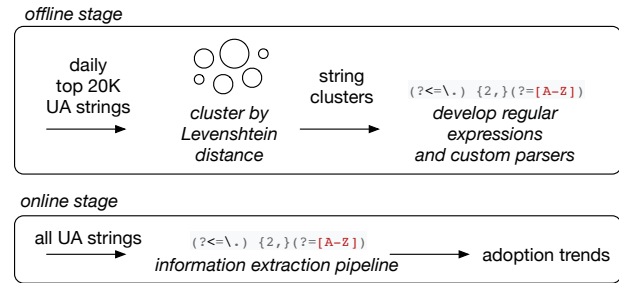 offline stage
daily
top 20K
UA strings
cluster by
Levenshtein
distance
string
clusters
(?<=\.) {2,}(?=[A-Z])
develop regular
expressions
and custom parsers
online stage
all UA strings
(?<=\.) {2,}(?=[A-Z])
information extraction pipeline
adoption trends